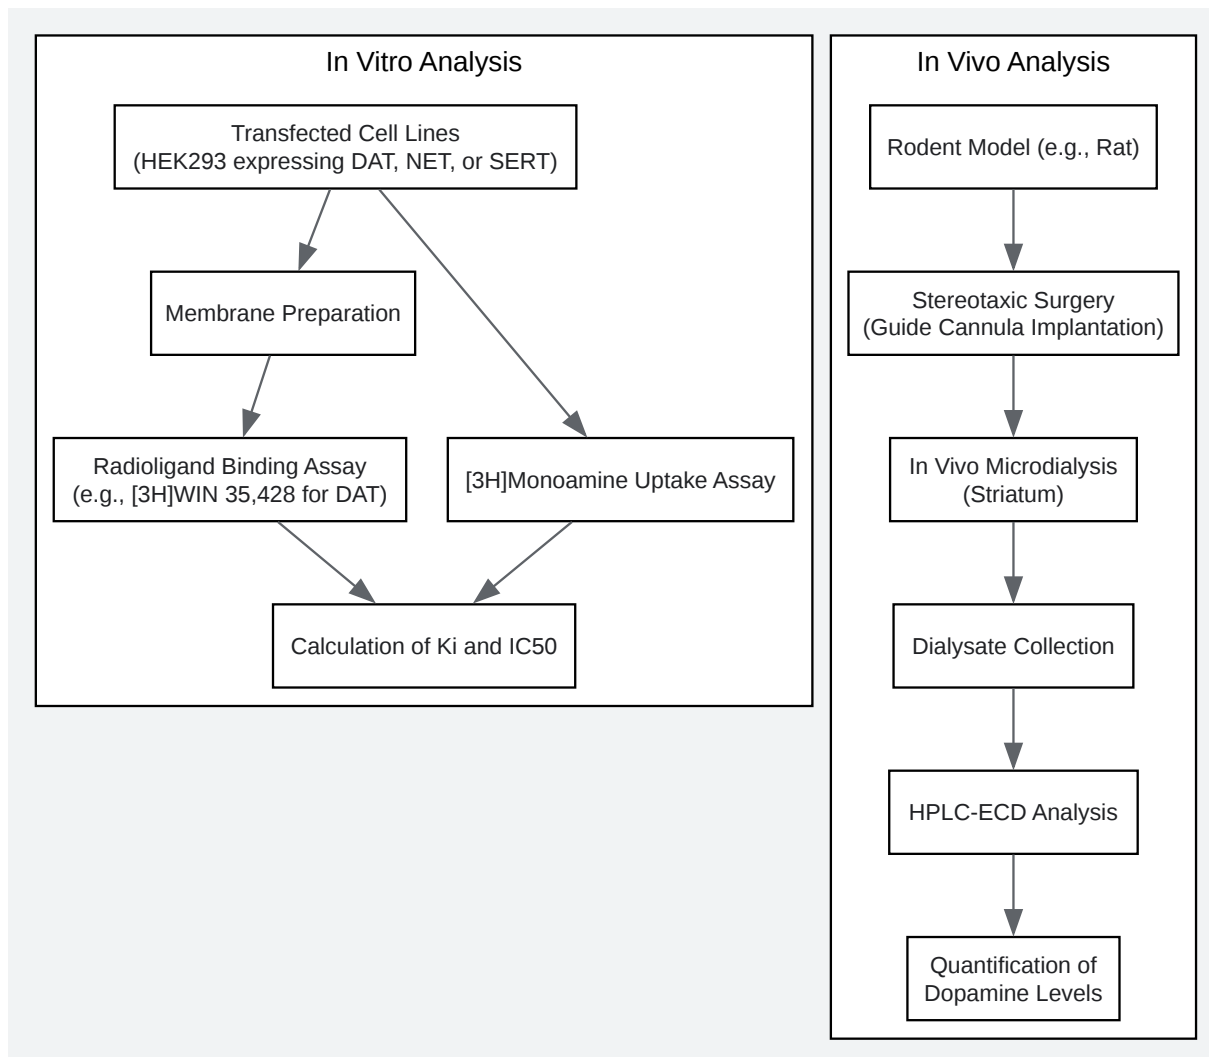 In Vitro Analysis
Transfected Cell Lines
(HEK293 expressing DAT, NET, or SERT)
Membrane Preparation
Radioligand Binding Assay
(e.g., [3H]WIN 35,428 for DAT)
[3H]Monoamine Uptake Assay
Calculation of Ki and IC50
In Vivo Analysis
Rodent Model (e.g., Rat)
Stereotaxic Surgery
(Guide Cannula Implantation)
In Vivo Microdialysis
(Striatum)
Dialysate Collection
HPLC-ECD Analysis
Quantification of
Dopamine Levels